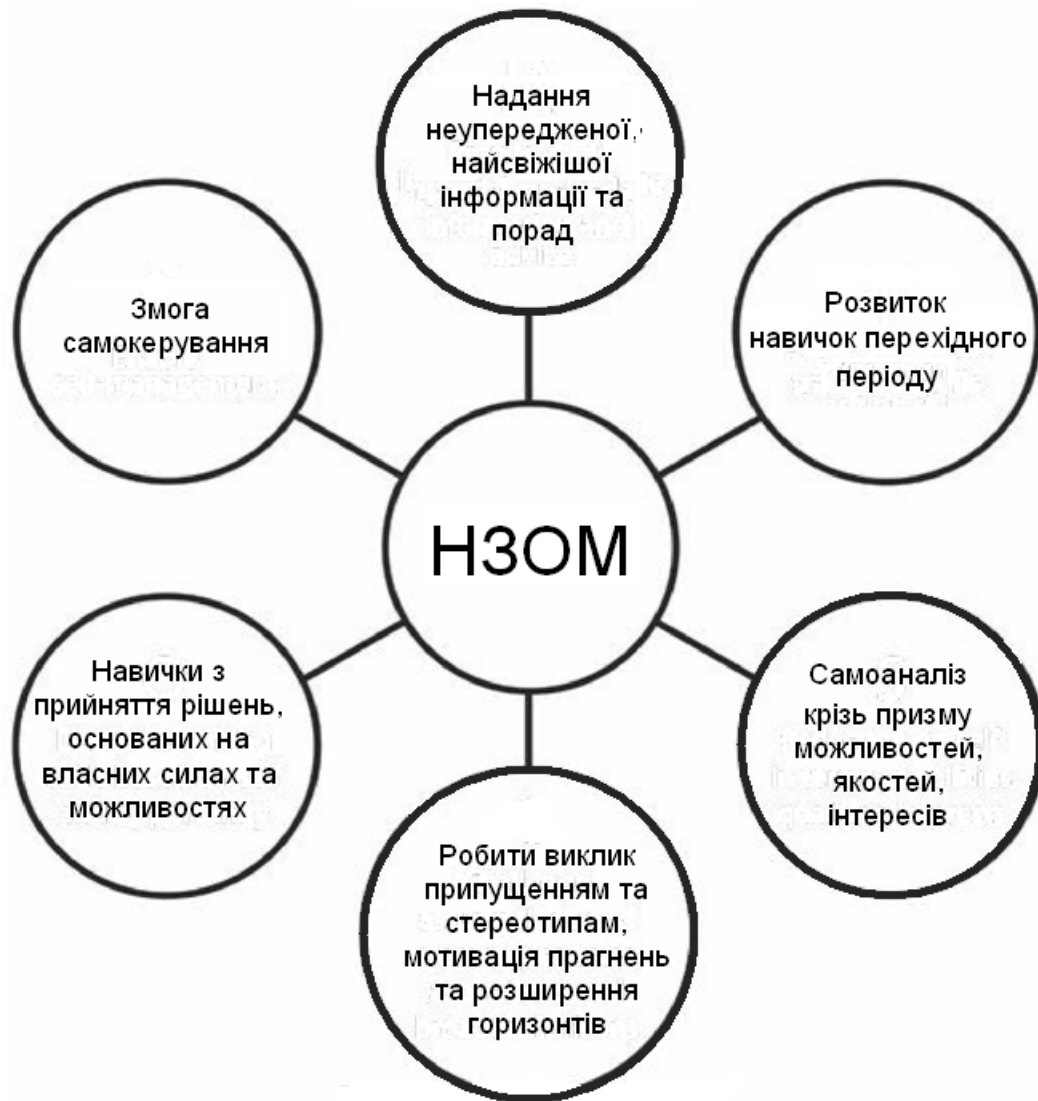 Надання
неупередженої,
найсвіжішої
інформації та
порад
Змога
самокерування
Розвиток
навичок перехідного
періоду
НЗОМ
Навички з
прийняття рішень,
основаних на
власних силах та
можливостях
Самоаналіз
крізь призму
можливостей,
якостей,
інтересів
Робити виклик
припущенням та
стереотипам,
мотивація прагнень
та розширення
горизонтів